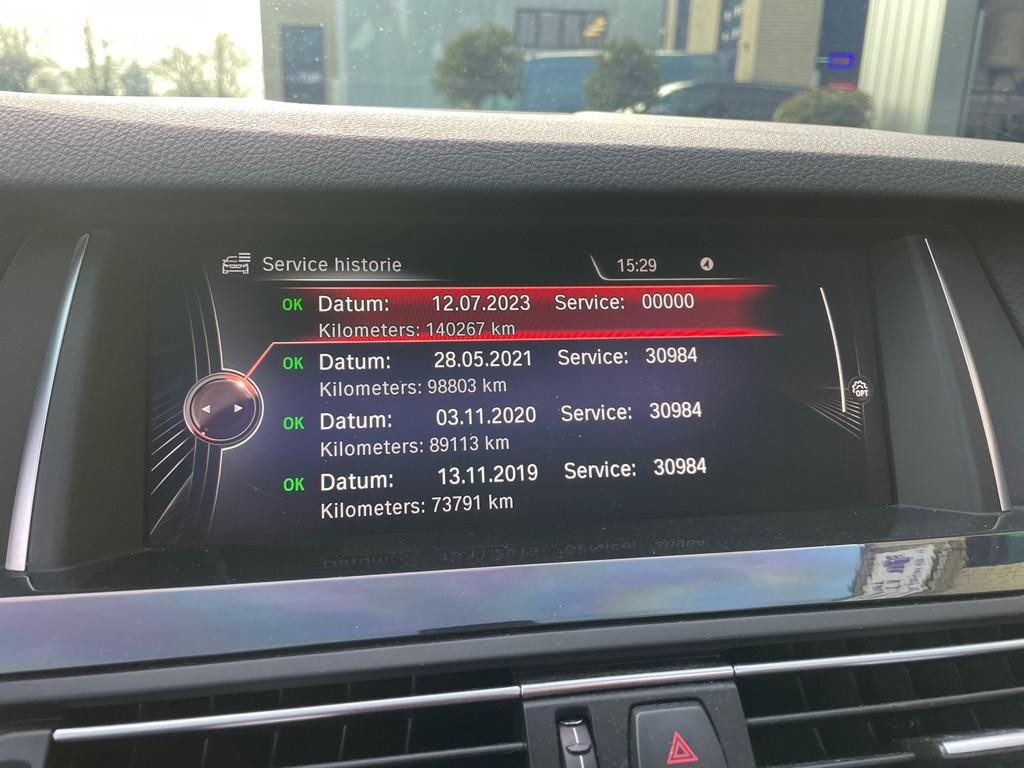 Service historie 15:29
OK Datum: 12.07.2023 Service: 00000
Kilometers: 140267 km
OK Datum: 28.05.2021 Service: 30984
Kilometers: 98803 km
OK Datum: 03.11.2020 Service: 30984
Kilometers: 89113 km
OK Datum: 13.11.2019 Service: 30984
Kilometers: 73791 km
OPT